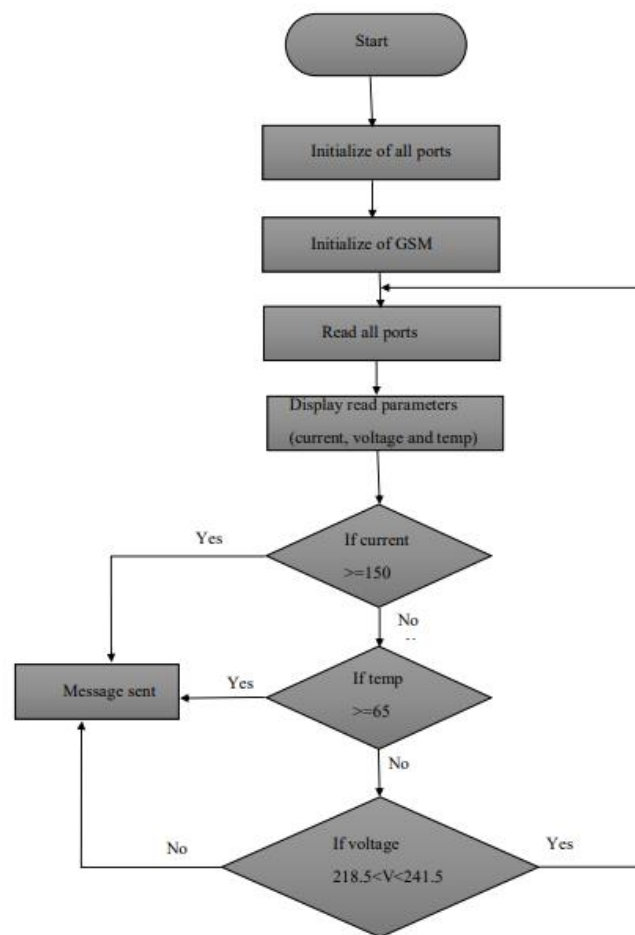 Start
Initialize of all ports
Initialize of GSM
Read all ports
Display read parameters
(current, voltage and temp)
Yes
If current
>=150
No
Message sent
Yes
If temp
>=65
No
No
If voltage
218.5<V<241.5
Yes